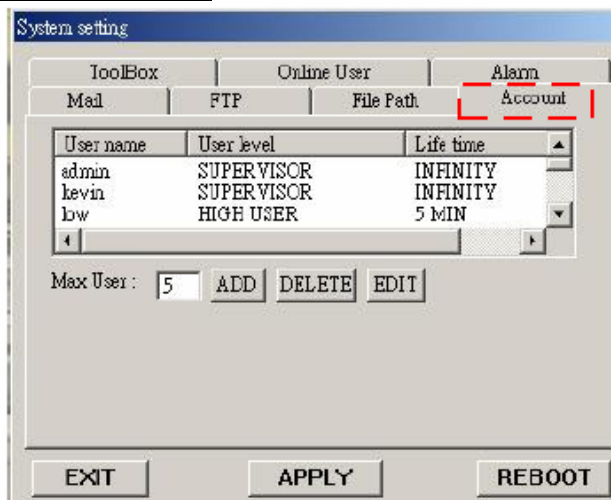 System setting
ToolBox Online User Alarm
Mail FTP File Path Account
User name User level Life time
admin SUPERVISOR INFINITY
kevin SUPERVISOR INFINITY
low HIGH USER 5 MIN
Max User : 5 ADD DELETE EDIT
EXIT APPLY REBOOT